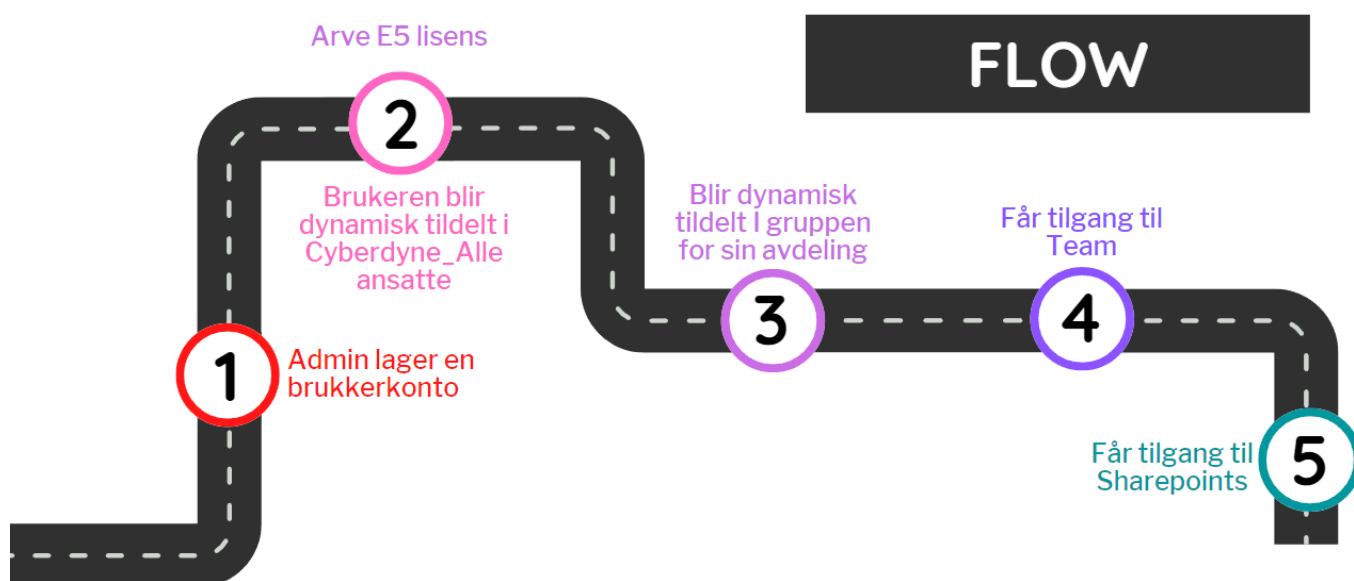 FLOW
1
Admin lager en
brukkerkonto
Arve E5 lisens
2
Brukeren blir
dynamisk tildelt i
Cyberdyne_Alle
ansatte
Blir dynamisk
tildelt I gruppen
for sin avdeling
3
Får tilgang til
Team
4
Får tilgang til
Sharepoints
5